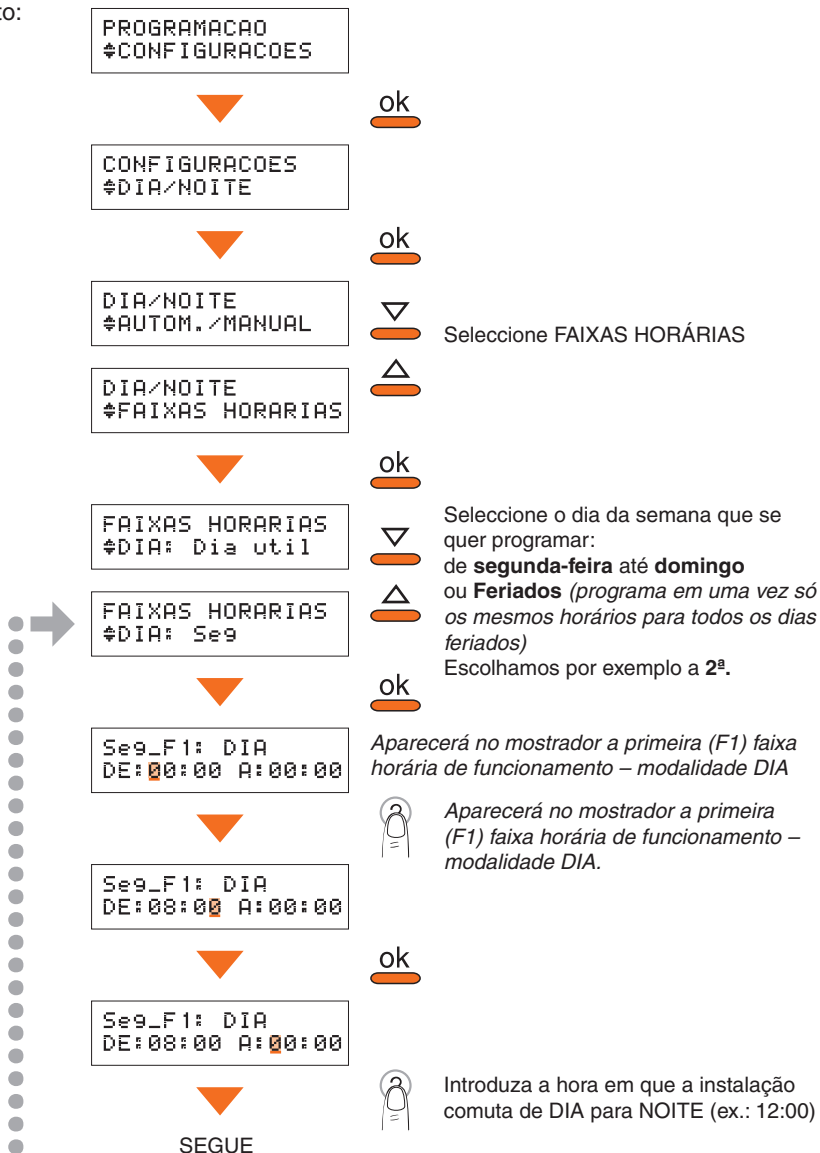 to:
PROGRAMACAO
CONFIGURACOES
ok
CONFIGURACOES
DIA/NOITE
ok
DIA/NOITE
AUTOM./MANUAL
Seleccione FAIXAS HORÁRIAS
DIA/NOITE
FAIXAS HORARIAS
ok
FAIXAS HORARIAS
DIA: Dia util
Seleccione o dia da semana que se
quer programar:
de segunda-feira até domingo
ou Feriados (programa em uma vez só
os mesmos horários para todos os dias
feriados)
Escolhamos por exemplo a 2ª.
FAIXAS HORARIAS
DIA: Seg
ok
Seg_F1: DIA
DE:00:00 A:00:00
Aparecerá no mostrador a primeira (F1) faixa
horária de funcionamento – modalidade DIA
2
Aparecerá no mostrador a primeira
(F1) faixa horária de funcionamento –
modalidade DIA.
Seg_F1: DIA
DE:08:00 A:00:00
ok
Seg_F1: DIA
DE:08:00 A:00:00
2
Introduza a hora em que a instalação
comuta de DIA para NOITE (ex.: 12:00)
SEGUE